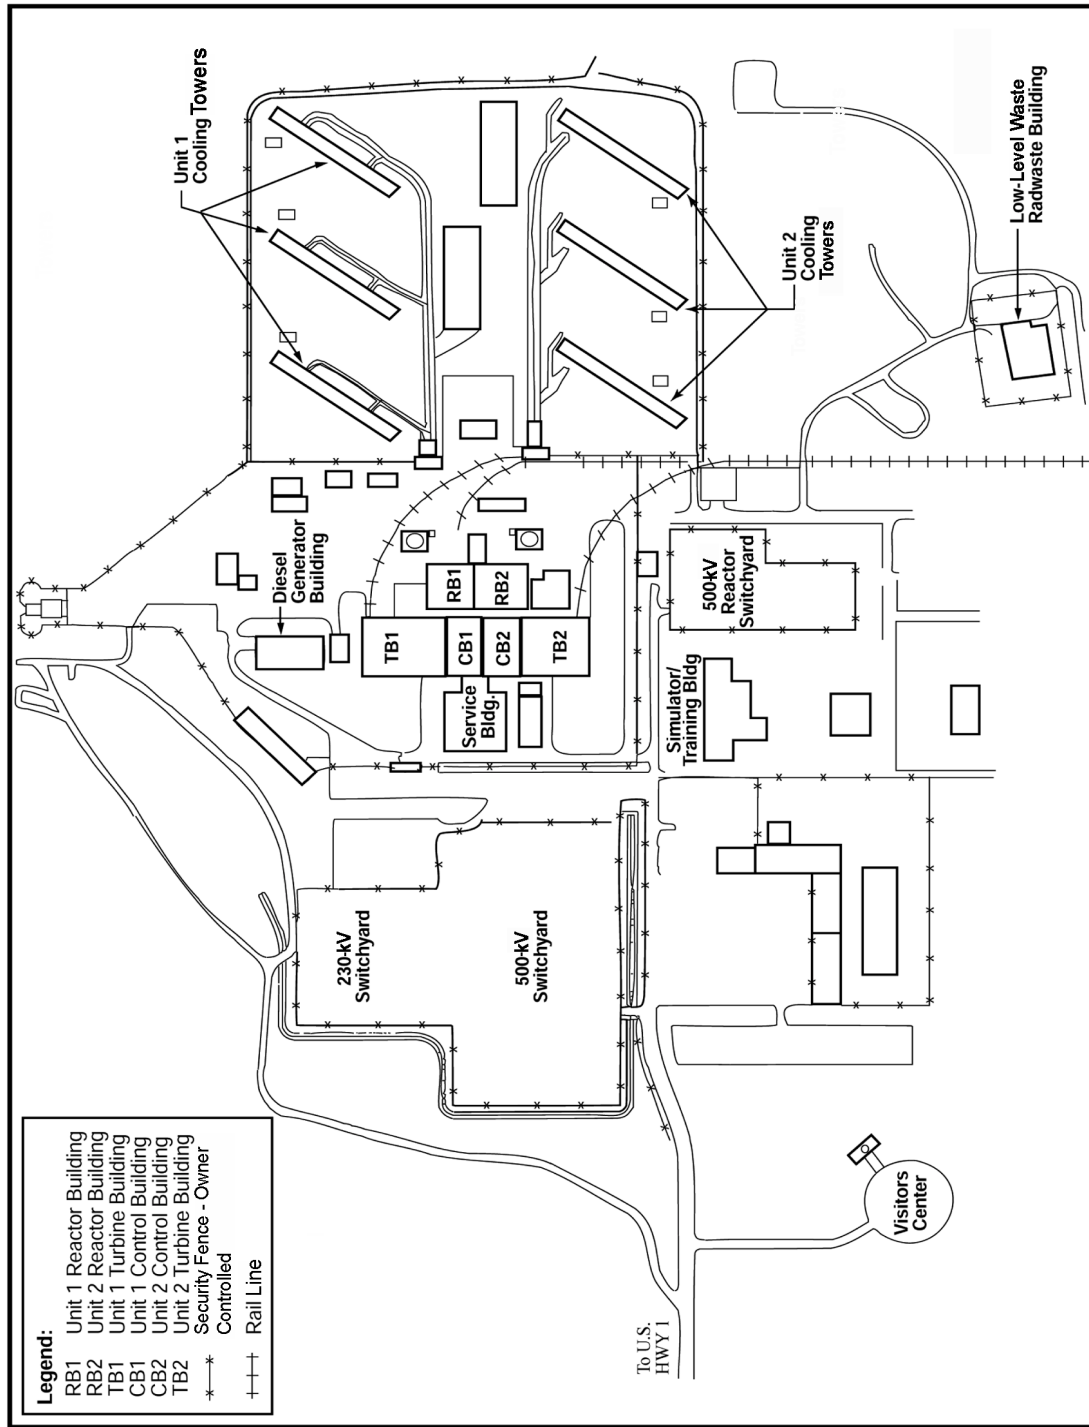 Unit 1
Cooling Towers
Unit 2
Cooling
Towers
Low-Level Waste
Radwaste Building
Diesel
Generator
Building
RB1
RB2
TB1
CB1
CB2
TB2
Service
Bldg.
500-kV
Reactor
Switchyard
Simulator/
Training Bldg
230-kV
Switchyard
500-kV
Switchyard
Visitors
Center
To U.S.
HWY 1
Legend:
RB1 Unit 1 Reactor Building
RB2 Unit 2 Reactor Building
TB1 Unit 1 Turbine Building
CB1 Unit 1 Control Building
CB2 Unit 2 Control Building
TB2 Unit 2 Turbine Building
Security Fence - Owner
Controlled
Rail Line